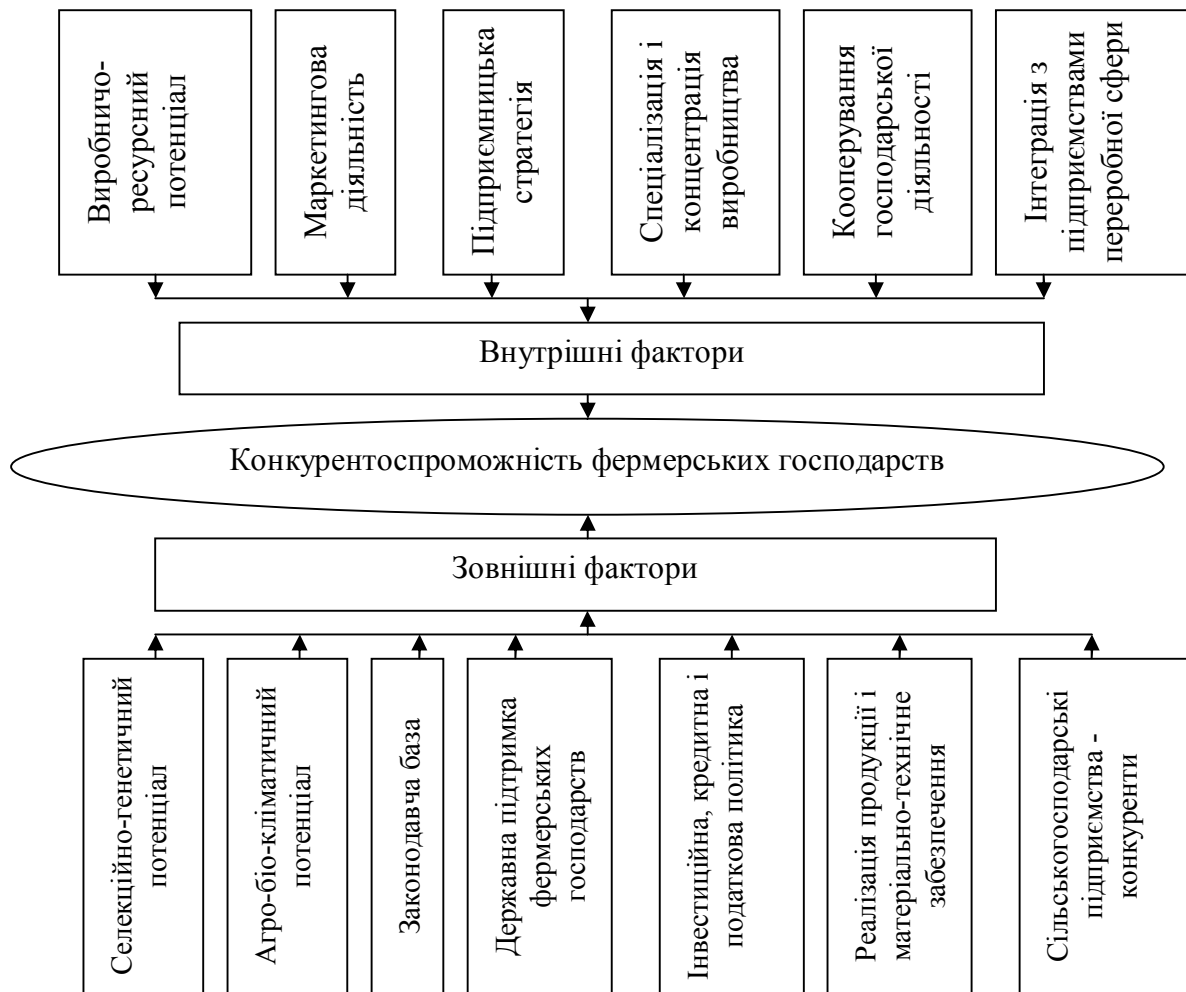 Виробничо-
ресурсний
потенціал
Маркетингова
діяльність
Підприємницька
стратегія
Спеціалізація і
концентрація
виробництва
Кооперування
господарської
діяльності
Інтеграція з
підприємствами
переробної сфери
Внутрішні фактори
Конкурентоспроможність фермерських господарств
Зовнішні фактори
Селекційно-генетичний
потенціал
Агро-біо-кліматичний
потенціал
Законодавча база
Державна підтримка
фермерських
господарств
Інвестиційна, кредитна і
податкова політика
Реалізація продукції і
матеріально-технічне
забезпечення
Сільськогосподарські
підприємства -
конкуренти